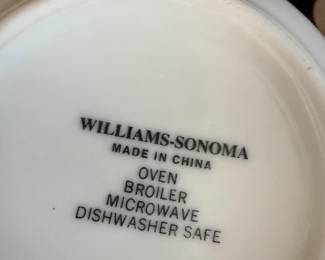 WILLIAMS-SONOMA
MADE IN CHINA
OVEN
BROILER
MICROWAVE
DISHWASHER SAFE